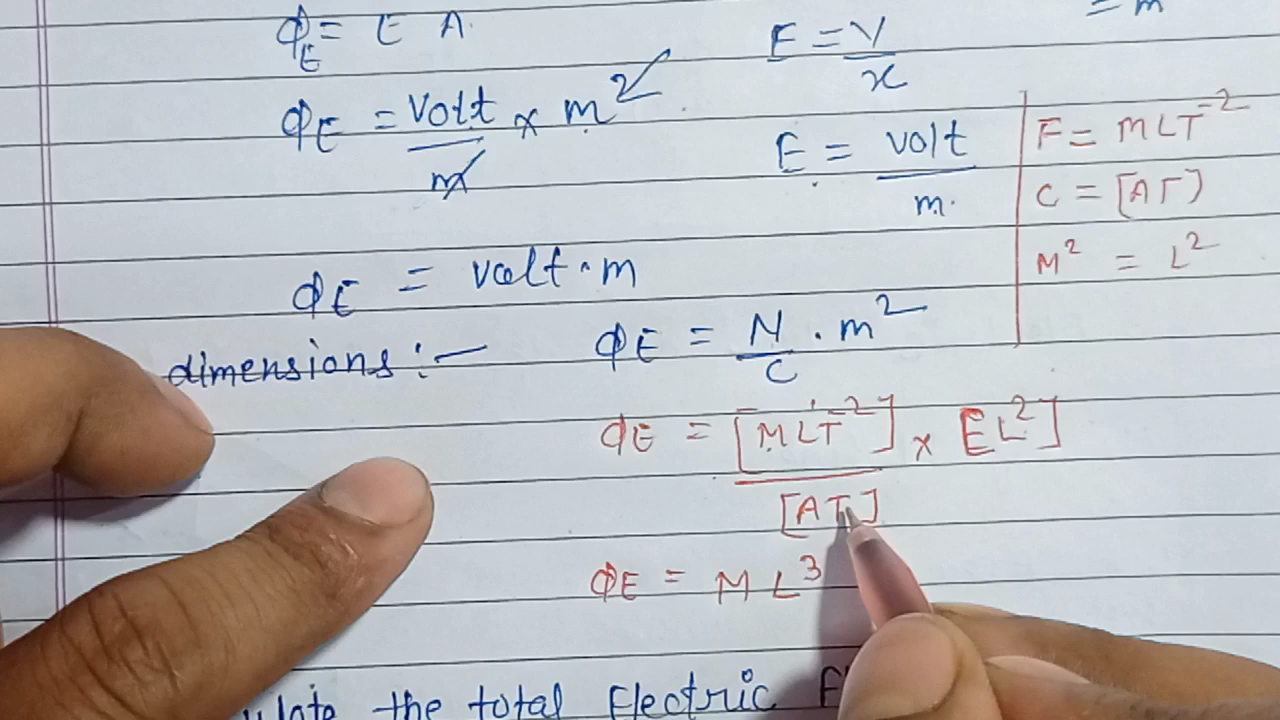 ΦE = E A
= m
E = V/x
ΦE = Volt/m × m²
E = volt/m.
F = MLT⁻²
C = [AT]
M² = L²
ΦE = volt·m
dimensions :— ΦE = N/C . m²
ΦE = [MLT⁻²]/[AT] × [L²]
ΦE = M L³
the total Electric